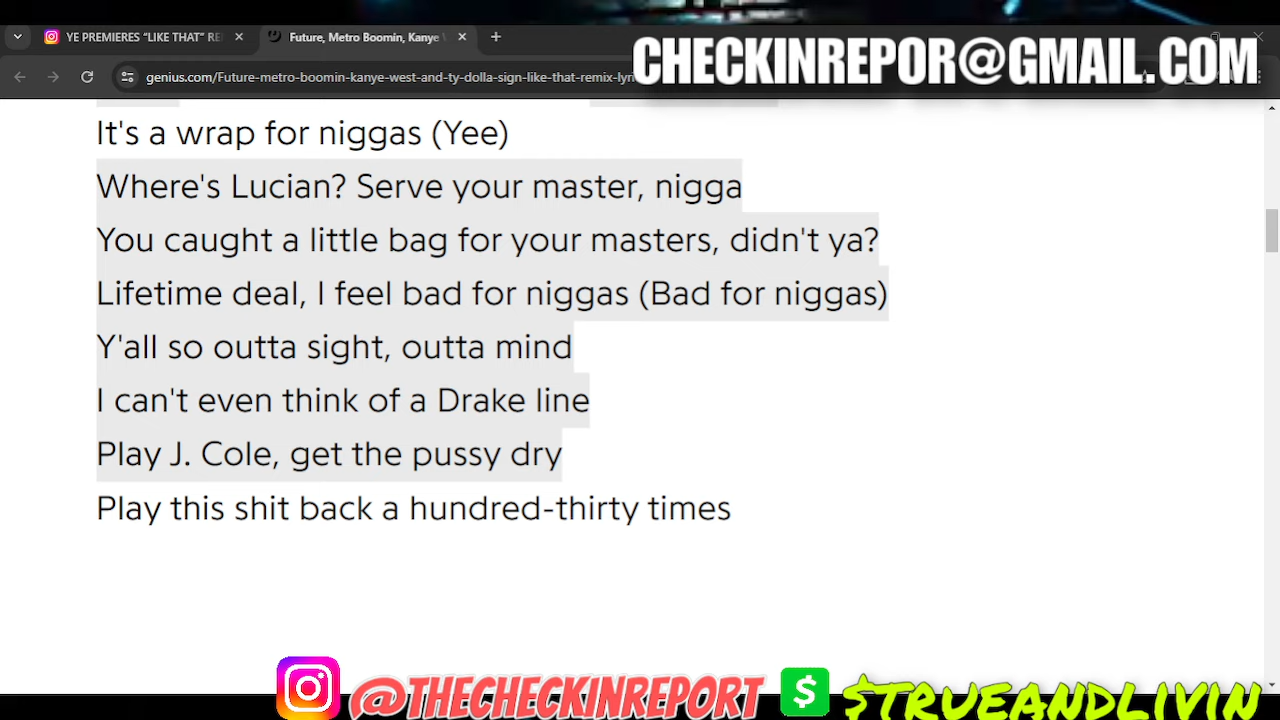 YE PREMIERES "LIKE THAT" RE
Future, Metro Boomin, Kanye
CHECKINREPOR@GMAIL.COM
genius.com/Future-metro-boomin-kanye-west-and-ty-dolla-sign-like-that-remix-lyr
It's a wrap for niggas (Yee)
Where's Lucian? Serve your master, nigga
You caught a little bag for your masters, didn't ya?
Lifetime deal, I feel bad for niggas (Bad for niggas)
Y'all so outta sight, outta mind
I can't even think of a Drake line
Play J. Cole, get the pussy dry
Play this shit back a hundred-thirty times
@THECHECKINREPORT
$TRUEANDLIVIN